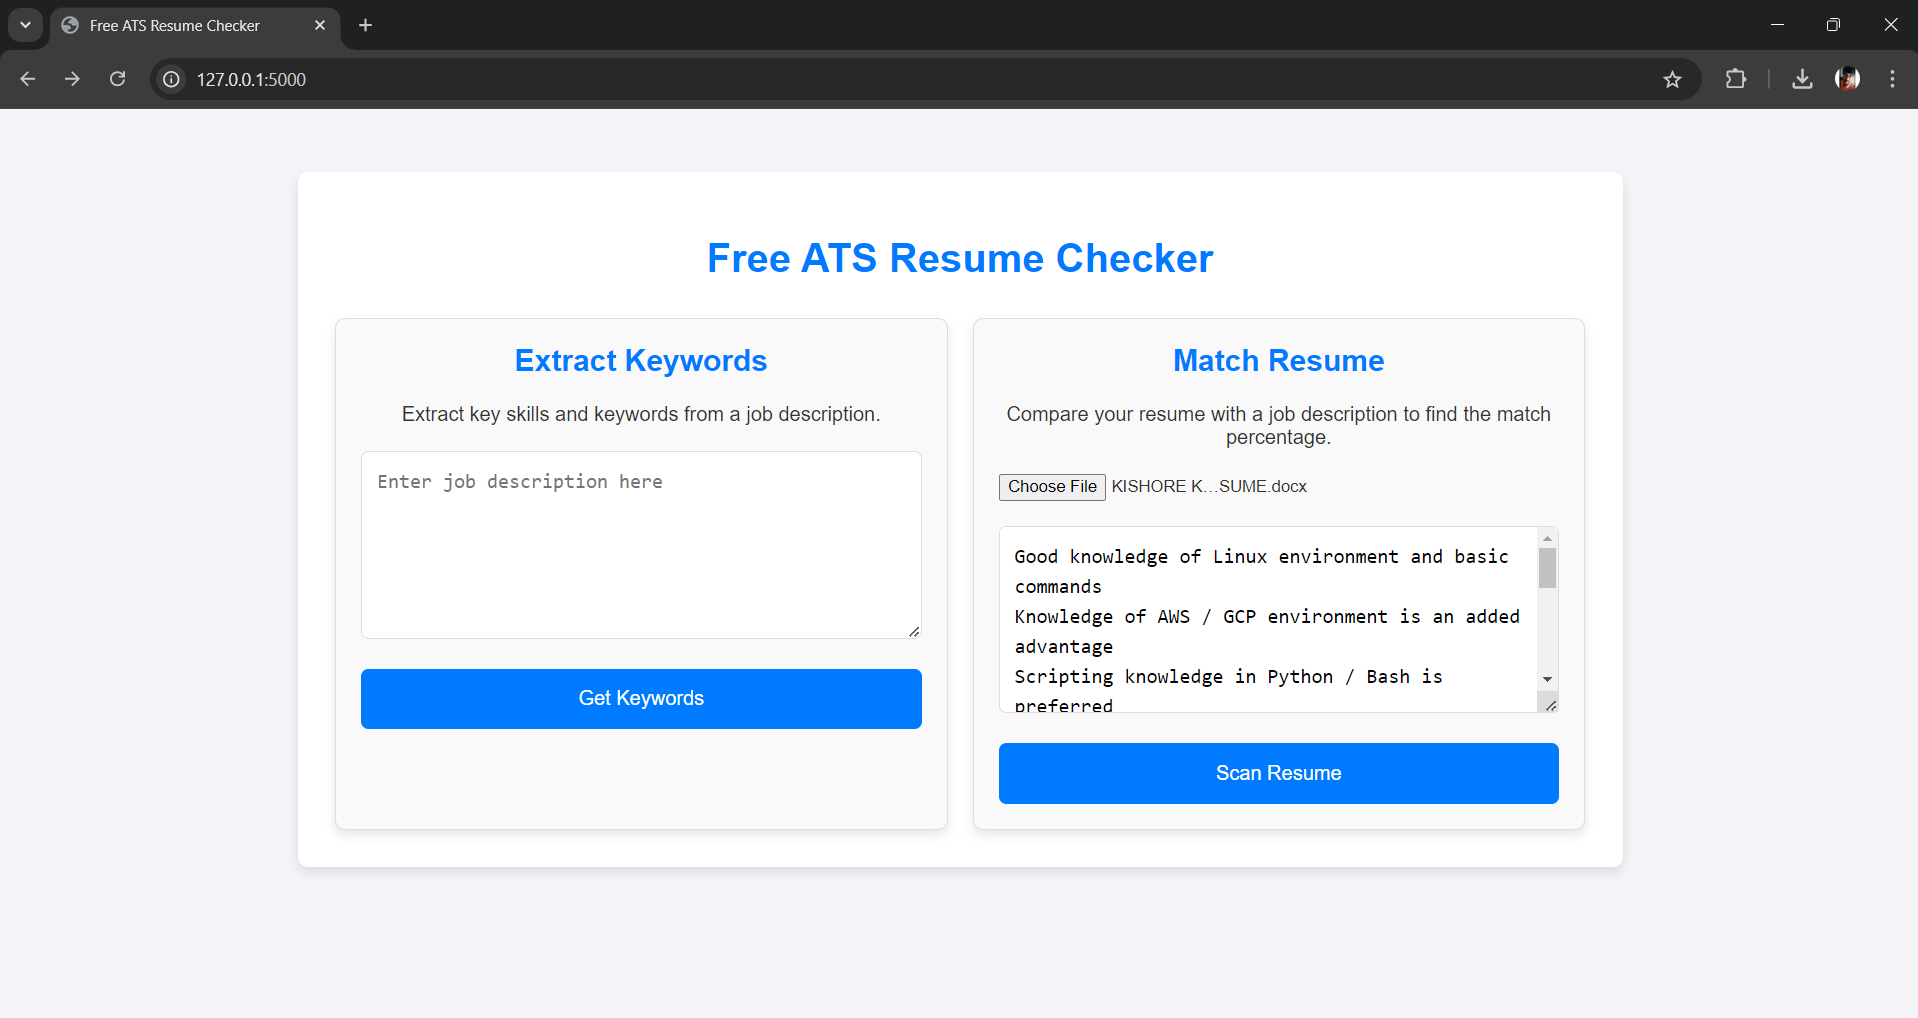 Free ATS Resume Checker
127.0.0.1:5000
Free ATS Resume Checker
Extract Keywords
Extract key skills and keywords from a job description.
Enter job description here
Get Keywords
Match Resume
Compare your resume with a job description to find the match
percentage.
Choose File KISHORE K...SUME.docx
Good knowledge of Linux environment and basic
commands
Knowledge of AWS / GCP environment is an added
advantage
Scripting knowledge in Python / Bash is
preferred
Scan Resume